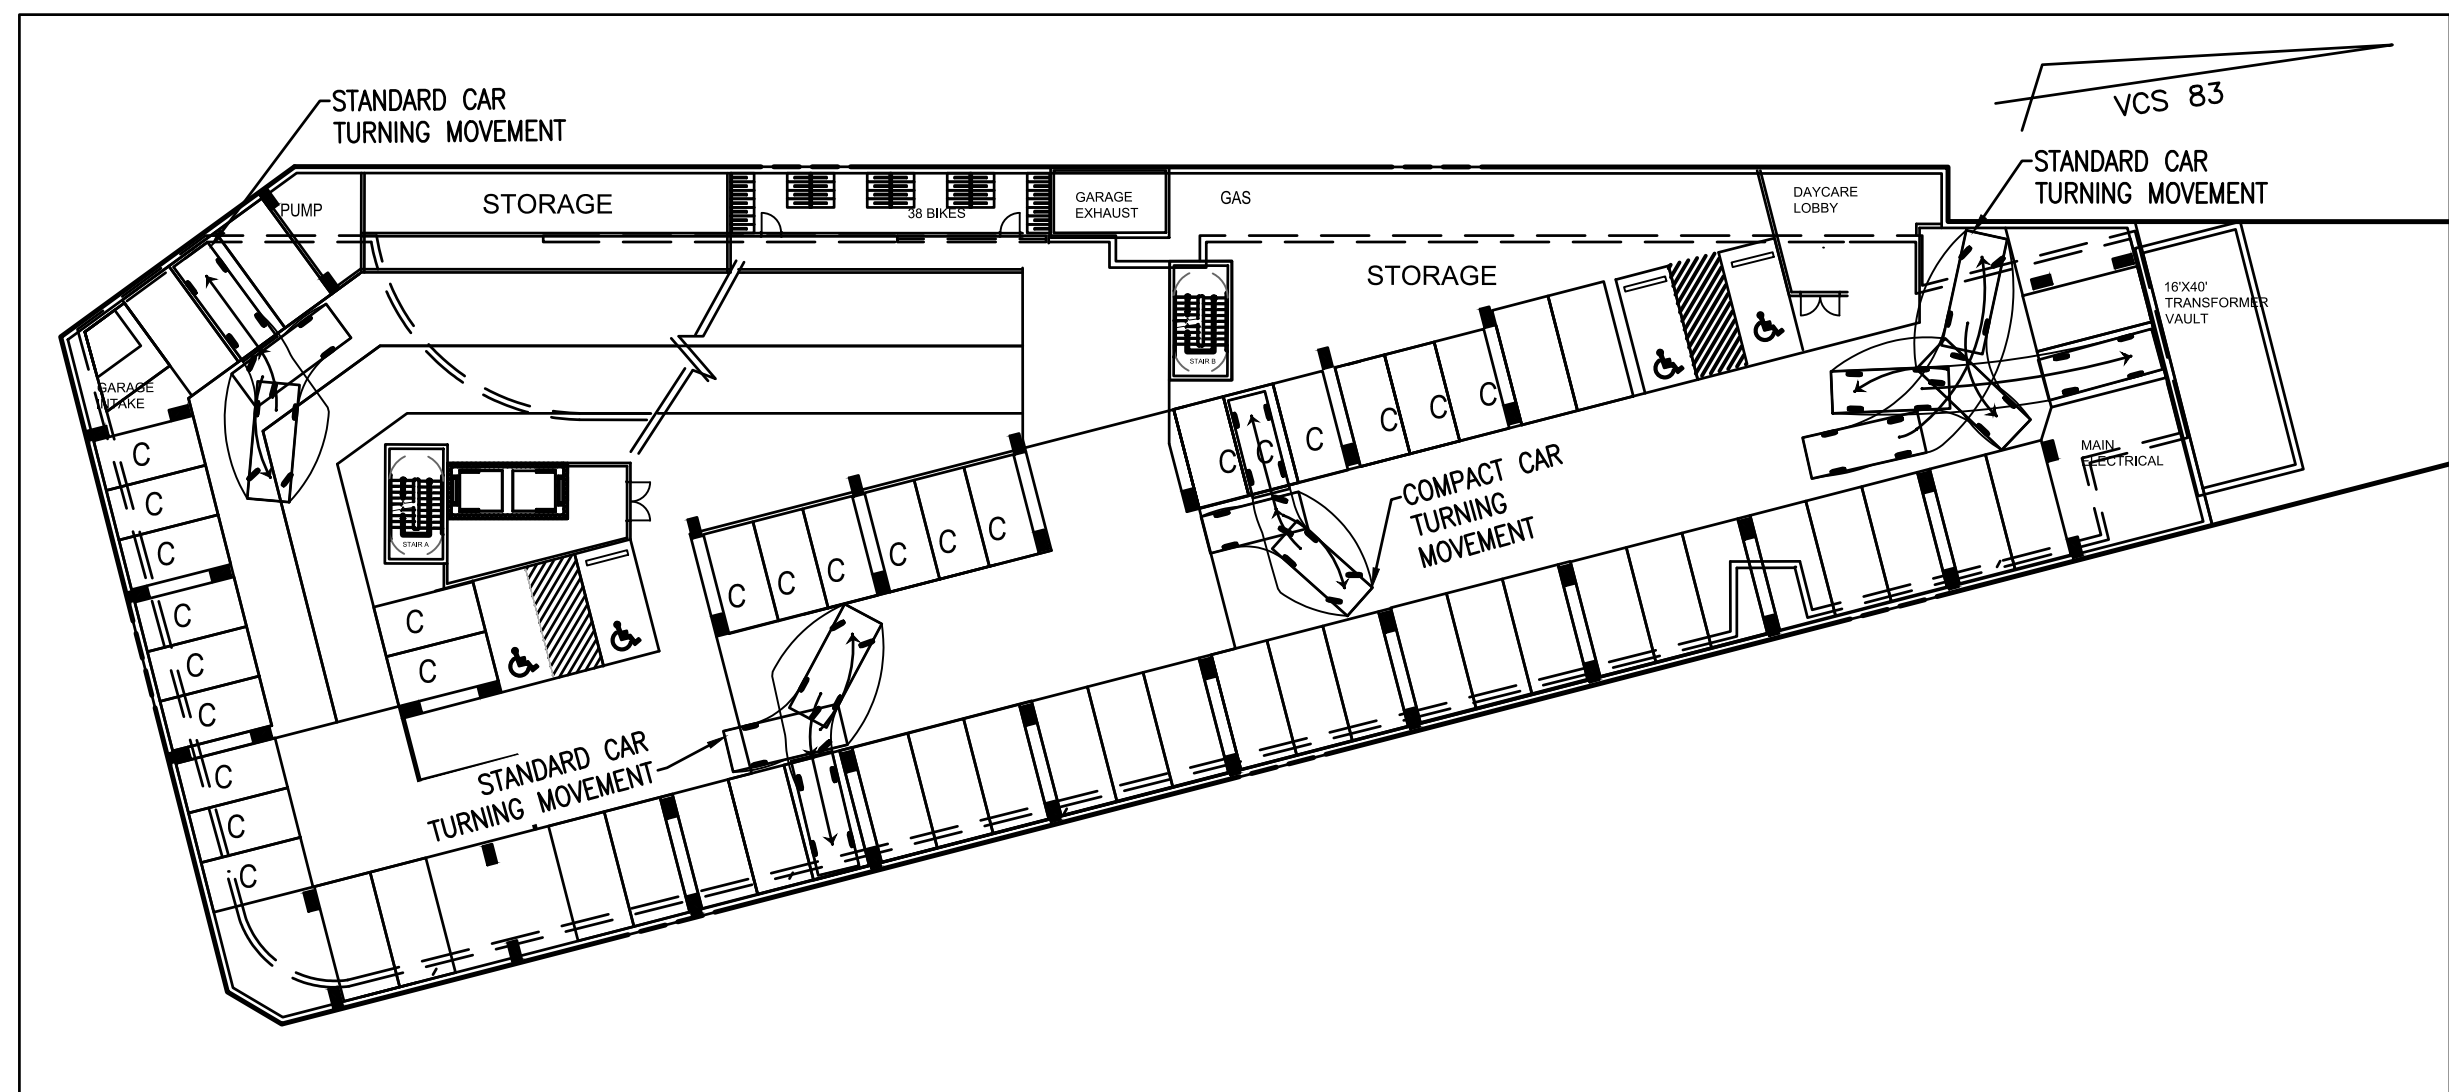 STANDARD CAR
TURNING MOVEMENT
VCS 83
STANDARD CAR
TURNING MOVEMENT
PUMP
STORAGE
38 BIKES
GARAGE
EXHAUST
GAS
DAYCARE
LOBBY
STORAGE
16'X40'
TRANSFORMER
VAULT
STAIR B
GARAGE
INTAKE
C
C
C
C
C
C
C
C
C
STAIR A
C
C
C
C
C
C
C
C
C
C
C
C
C
C
COMPACT CAR
TURNING
MOVEMENT
MAIN
ELECTRICAL
STANDARD CAR
TURNING MOVEMENT